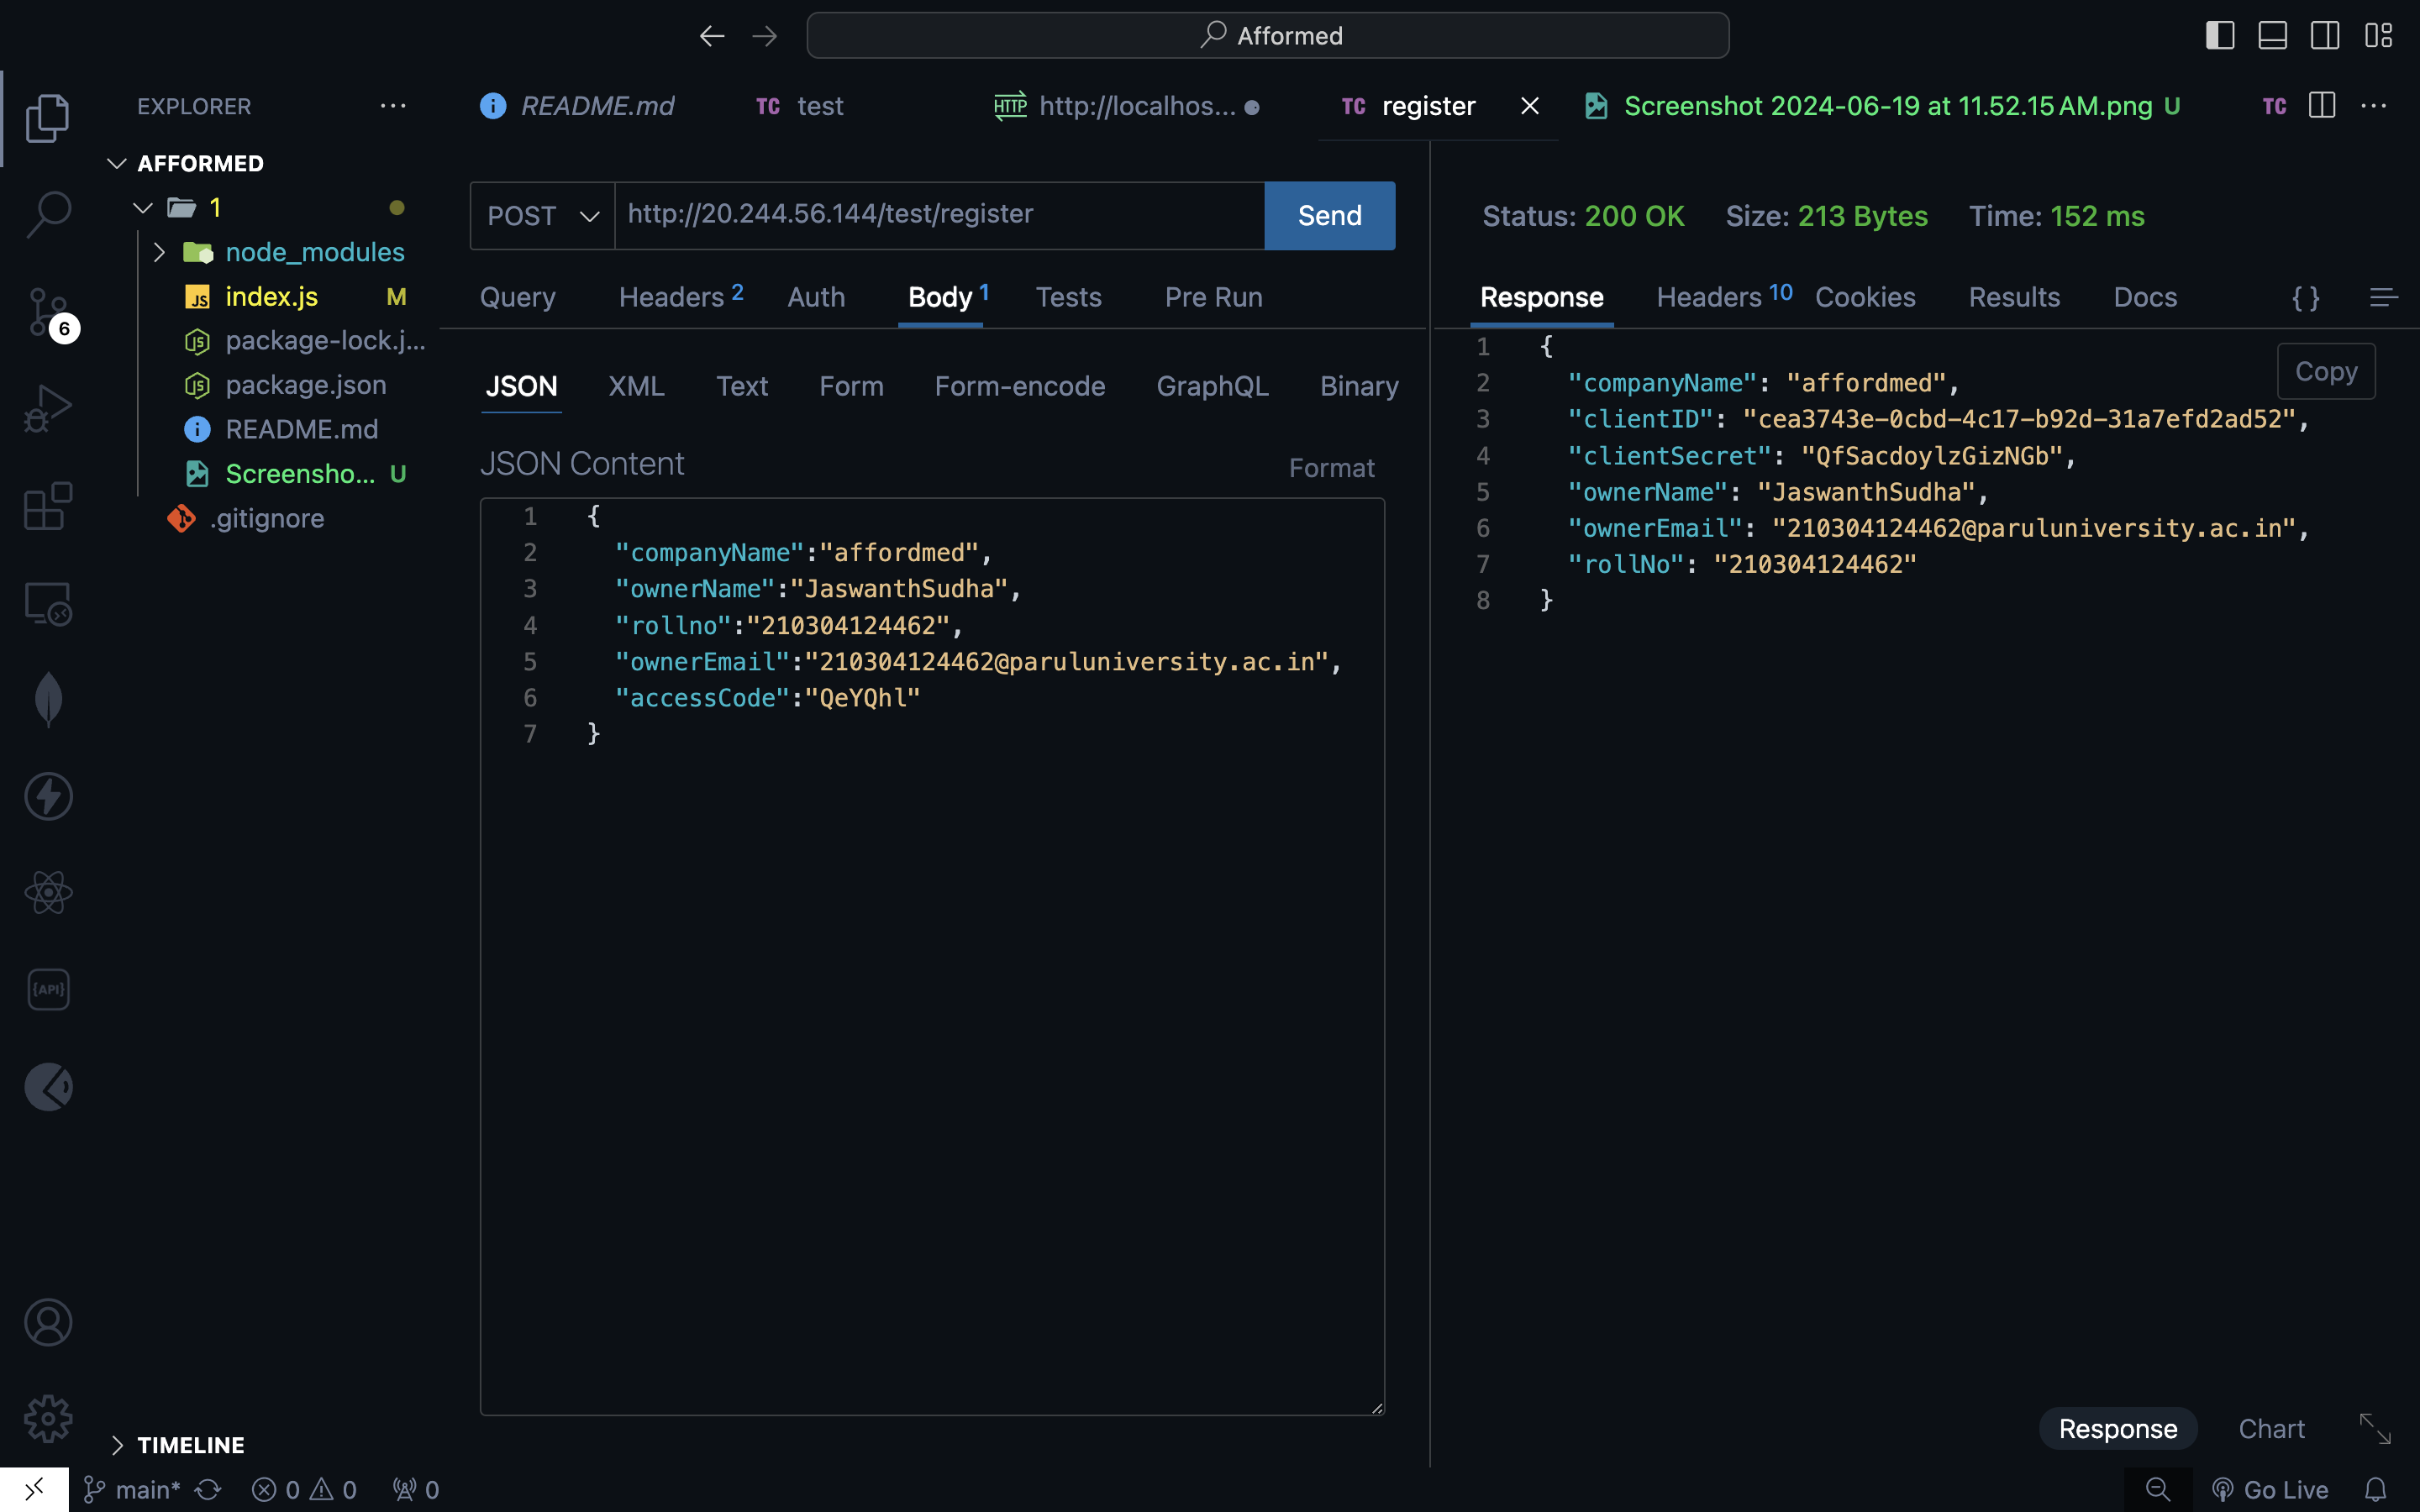 Afformed
EXPLORER
README.md
TC test
HTTP http://localhos...
TC register
Screenshot 2024-06-19 at 11.52.15 AM.png U
TC
AFFORMED
1
node_modules
JS index.js M
JS package-lock.j...
JS package.json
README.md
Screensho... U
.gitignore
6
{API}
POST http://20.244.56.144/test/register Send
Query Headers 2 Auth Body 1 Tests Pre Run
JSON XML Text Form Form-encode GraphQL Binary
JSON Content Format
1 {
2 "companyName":"affordmed",
3 "ownerName":"JaswanthSudha",
4 "rollno":"210304124462",
5 "ownerEmail":"210304124462@paruluniversity.ac.in",
6 "accessCode":"QeYQhl"
7 }
Status: 200 OK Size: 213 Bytes Time: 152 ms
Response Headers 10 Cookies Results Docs { }
Copy
1 {
2 "companyName": "affordmed",
3 "clientID": "cea3743e-0cbd-4c17-b92d-31a7efd2ad52",
4 "clientSecret": "QfSacdoylzGizNGb",
5 "ownerName": "JaswanthSudha",
6 "ownerEmail": "210304124462@paruluniversity.ac.in",
7 "rollNo": "210304124462"
8 }
Response Chart
TIMELINE
main* 0 0 0
Go Live